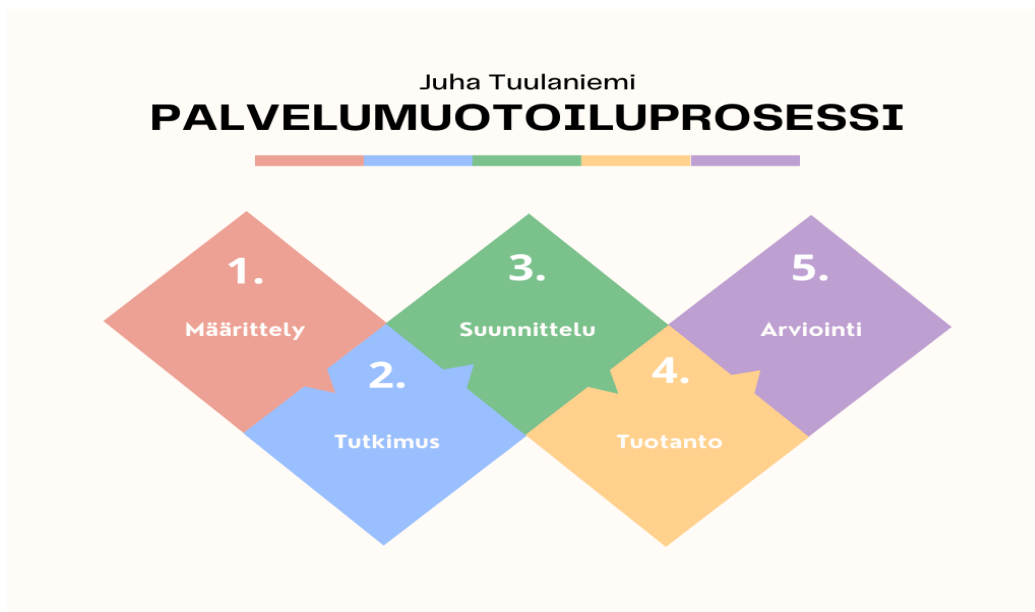 Juha Tuulaniemi
PALVELUMUOTOILUPROSESSI
1.
Määrittely
2.
Tutkimus
3.
Suunnittelu
4.
Tuotanto
5.
Arviointi